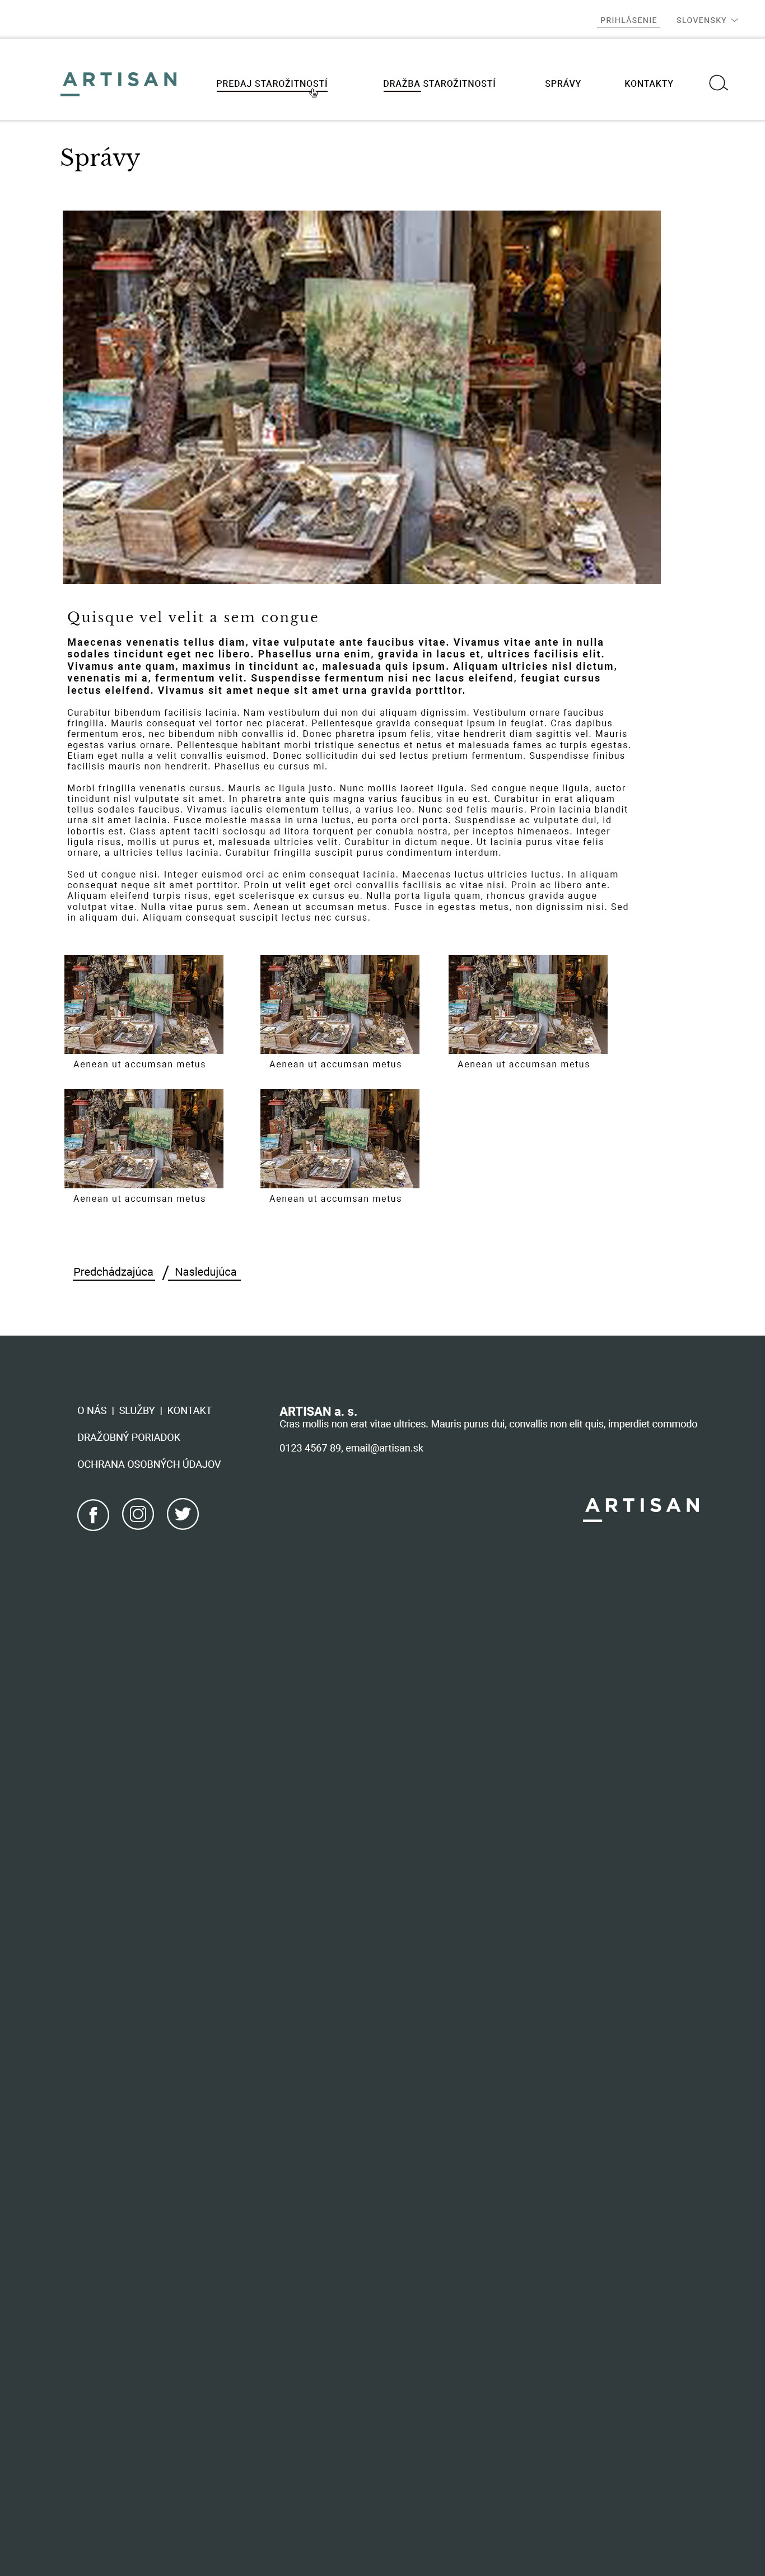 PRIHLÁSENIE SLOVENSKY
ARTISAN PREDAJ STAROŽITNOSTÍ DRAŽBA STAROŽITNOSTÍ SPRÁVY KONTAKTY
Správy
Quisque vel velit a sem congue
Maecenas venenatis tellus diam, vitae vulputate ante faucibus vitae. Vivamus vitae ante in nulla
sodales tincidunt eget nec libero. Phasellus urna enim, gravida in lacus et, ultrices facilisis elit.
Vivamus ante quam, maximus in tincidunt ac, malesuada quis ipsum. Aliquam ultricies nisl dictum,
venenatis mi a, fermentum velit. Suspendisse fermentum nisi nec lacus eleifend, feugiat cursus
lectus eleifend. Vivamus sit amet neque sit amet urna gravida porttitor.
Curabitur bibendum facilisis lacinia. Nam vestibulum dui non dui aliquam dignissim. Vestibulum ornare faucibus
fringilla. Mauris consequat vel tortor nec placerat. Pellentesque gravida consequat ipsum in feugiat. Cras dapibus
fermentum eros, nec bibendum nibh convallis id. Donec pharetra ipsum felis, vitae hendrerit diam sagittis vel. Mauris
egestas varius ornare. Pellentesque habitant morbi tristique senectus et netus et malesuada fames ac turpis egestas.
Etiam eget nulla a velit convallis euismod. Donec sollicitudin dui sed lectus pretium fermentum. Suspendisse finibus
facilisis mauris non hendrerit. Phasellus eu cursus mi.
Morbi fringilla venenatis cursus. Mauris ac ligula justo. Nunc mollis laoreet ligula. Sed congue neque ligula, auctor
tincidunt nisl vulputate sit amet. In pharetra ante quis magna varius faucibus in eu est. Curabitur in erat aliquam
tellus sodales faucibus. Vivamus iaculis elementum tellus, a varius leo. Nunc sed felis mauris. Proin lacinia blandit
urna sit amet lacinia. Fusce molestie massa in urna luctus, eu porta orci porta. Suspendisse ac vulputate dui, id
lobortis est. Class aptent taciti sociosqu ad litora torquent per conubia nostra, per inceptos himenaeos. Integer
ligula risus, mollis ut purus et, malesuada ultricies velit. Curabitur in dictum neque. Ut lacinia purus vitae felis
ornare, a ultricies tellus lacinia. Curabitur fringilla suscipit purus condimentum interdum.
Sed ut congue nisi. Integer euismod orci ac enim consequat lacinia. Maecenas luctus ultricies luctus. In aliquam
consequat neque sit amet porttitor. Proin ut velit eget orci convallis facilisis ac vitae nisi. Proin ac libero ante.
Aliquam eleifend turpis risus, eget scelerisque ex cursus eu. Nulla porta ligula quam, rhoncus gravida augue
volutpat vitae. Nulla vitae purus sem. Aenean ut accumsan metus. Fusce in egestas metus, non dignissim nisi. Sed
in aliquam dui. Aliquam consequat suscipit lectus nec cursus.
Aenean ut accumsan metus Aenean ut accumsan metus Aenean ut accumsan metus
Aenean ut accumsan metus Aenean ut accumsan metus
Predchádzajúca / Nasledujúca
O NÁS | SLUŽBY | KONTAKT
DRAŽOBNÝ PORIADOK
OCHRANA OSOBNÝCH ÚDAJOV
ARTISAN a. s.
Cras mollis non erat vitae ultrices. Mauris purus dui, convallis non elit quis, imperdiet commodo
0123 4567 89, email@artisan.sk
ARTISAN